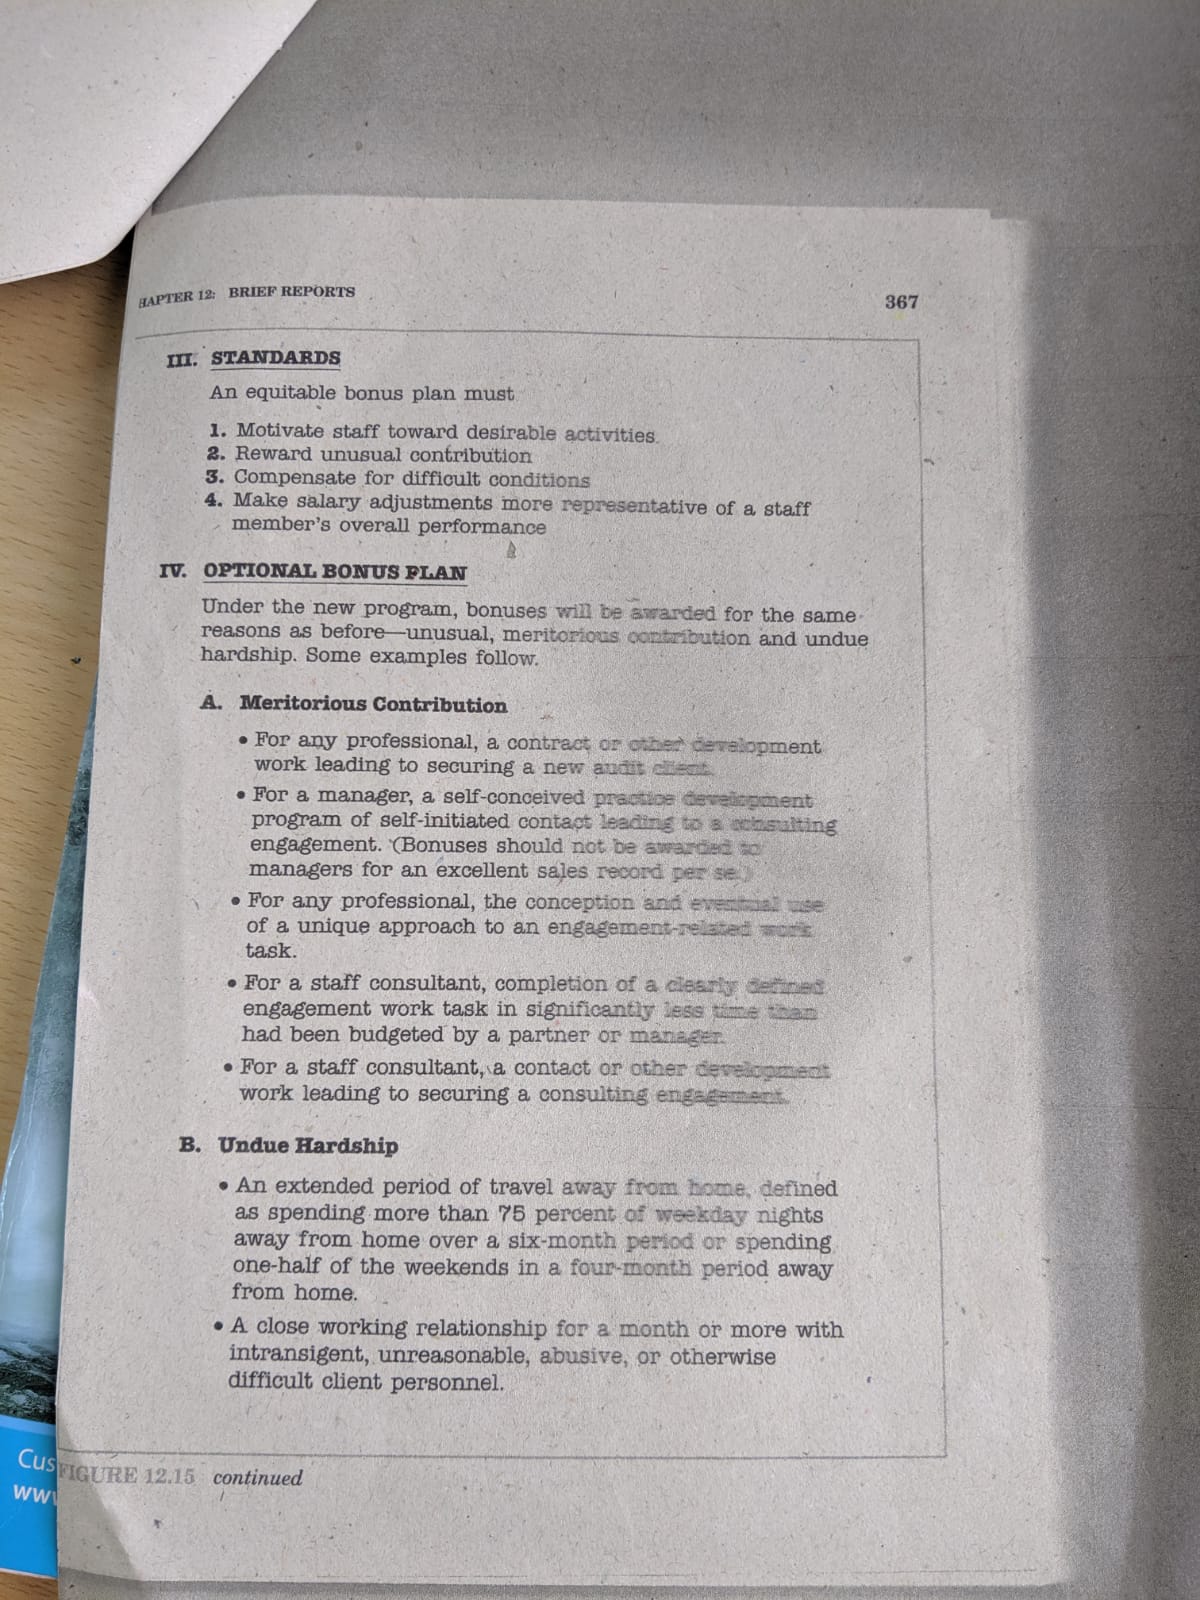 HAPTER 12: BRIEF REPORTS
367
III. STANDARDS
An equitable bonus plan must
1. Motivate staff toward desirable activities.
2. Reward unusual contribution
3. Compensate for difficult conditions
4. Make salary adjustments more representative of a staff
member's overall performance
IV. OPTIONAL BONUS PLAN
Under the new program, bonuses will be awarded for the same
reasons as before—unusual, meritorious contribution and undue
hardship. Some examples follow.
A. Meritorious Contribution
• For any professional, a contract or other development
work leading to securing a new audit client.
• For a manager, a self-conceived practice development
program of self-initiated contact leading to a consulting
engagement. (Bonuses should not be awarded to
managers for an excellent sales record per se.)
• For any professional, the conception and eventual use
of a unique approach to an engagement-related work
task.
• For a staff consultant, completion of a clearly defined
engagement work task in significantly less time than
had been budgeted by a partner or manager.
• For a staff consultant, a contact or other development
work leading to securing a consulting engagement.
B. Undue Hardship
• An extended period of travel away from home, defined
as spending more than 75 percent of weekday nights
away from home over a six-month period or spending
one-half of the weekends in a four-month period away
from home.
• A close working relationship for a month or more with
intransigent, unreasonable, abusive, or otherwise
difficult client personnel.
FIGURE 12.15 continued
Cus
www